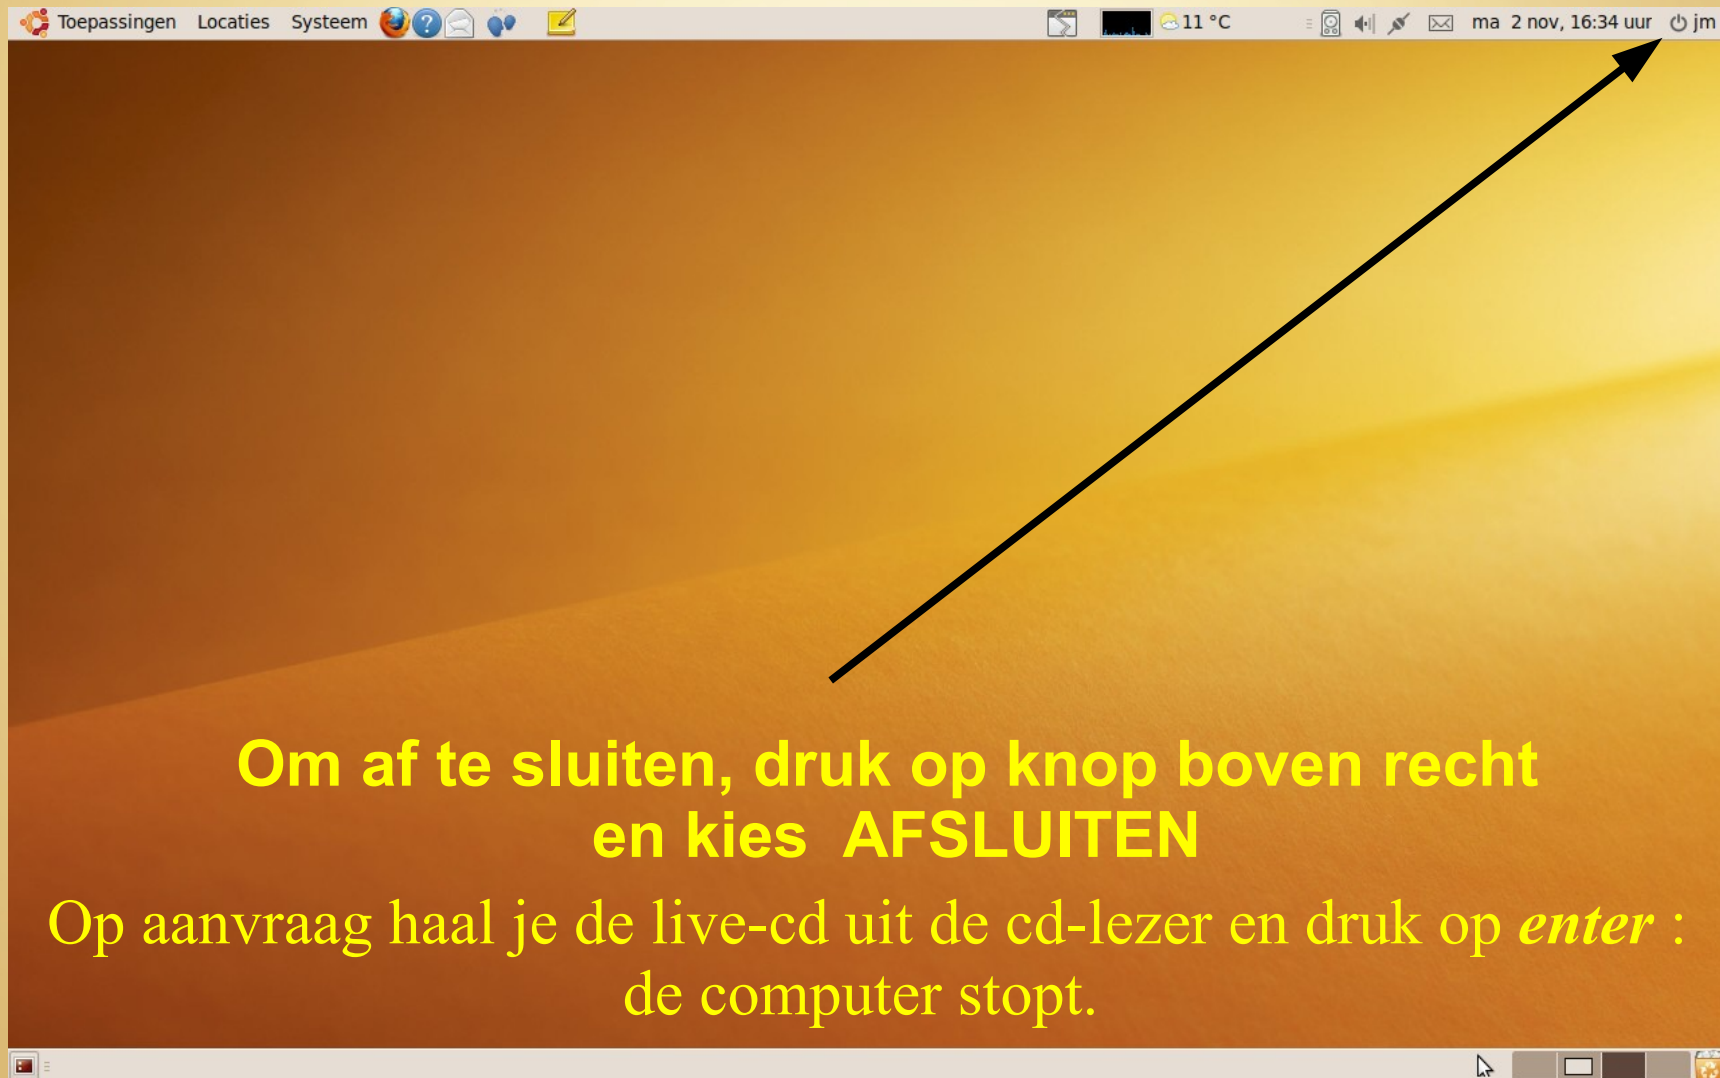 Toepassingen Locaties Systeem 11 °C ma 2 nov, 16:34 uur jm
Om af te sluiten, druk op knop boven recht
en kies AFSLUITEN
Op aanvraag haal je de live-cd uit de cd-lezer en druk op enter :
de computer stopt.